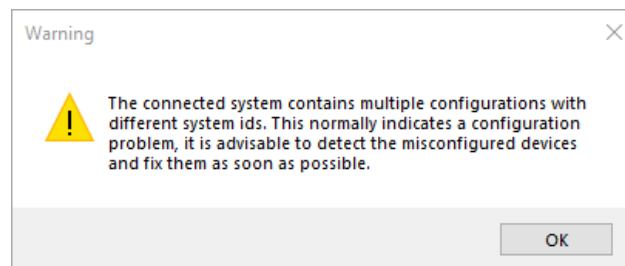 Warning
The connected system contains multiple configurations with
different system ids. This normally indicates a configuration
problem, it is advisable to detect the misconfigured devices
and fix them as soon as possible.
OK